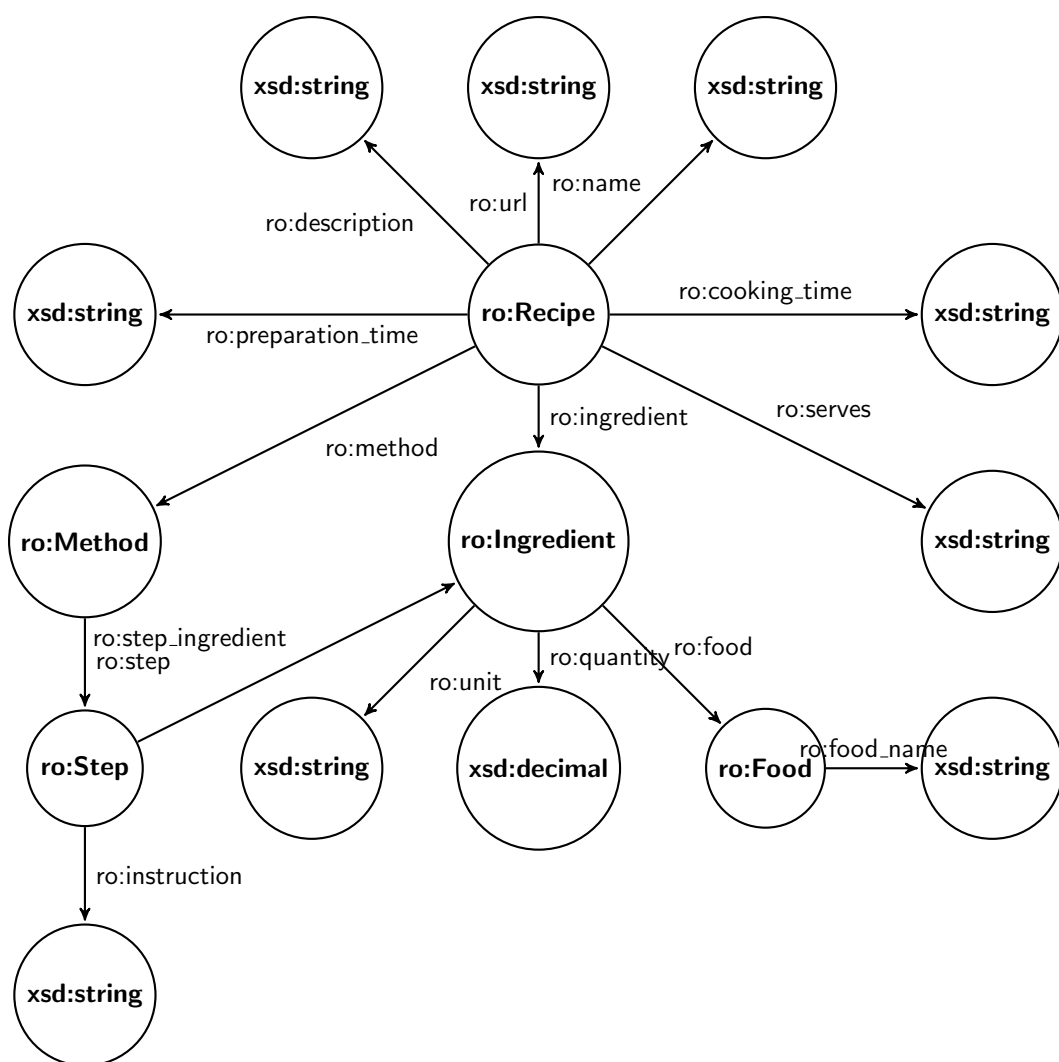 xsd:string
xsd:string
xsd:string
ro:name
ro:url
ro:description
ro:cooking_time
xsd:string
ro:Recipe
xsd:string
ro:preparation_time
ro:serves
ro:ingredient
ro:method
ro:Method
ro:Ingredient
xsd:string
ro:step_ingredient
ro:step
ro:quantity
ro:food
ro:unit
ro:food_name
ro:Step
xsd:string
xsd:decimal
ro:Food
xsd:string
ro:instruction
xsd:string